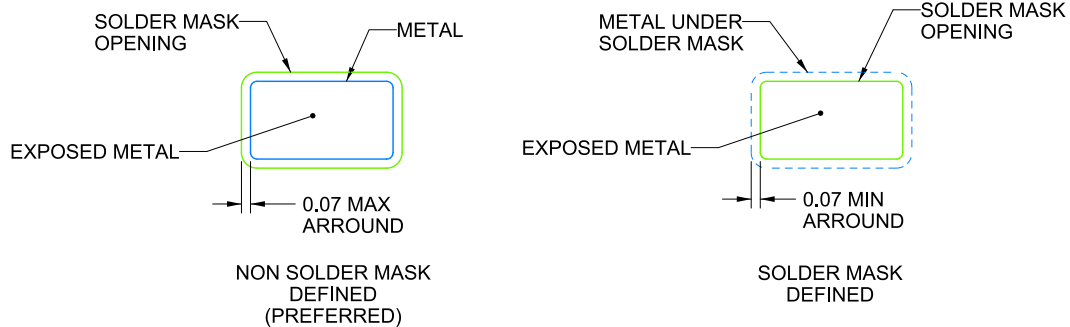 SOLDER MASK
OPENING
METAL
EXPOSED METAL
0.07 MAX
ARROUND
NON SOLDER MASK
DEFINED
(PREFERRED)
METAL UNDER
SOLDER MASK
SOLDER MASK
OPENING
EXPOSED METAL
0.07 MIN
ARROUND
SOLDER MASK
DEFINED